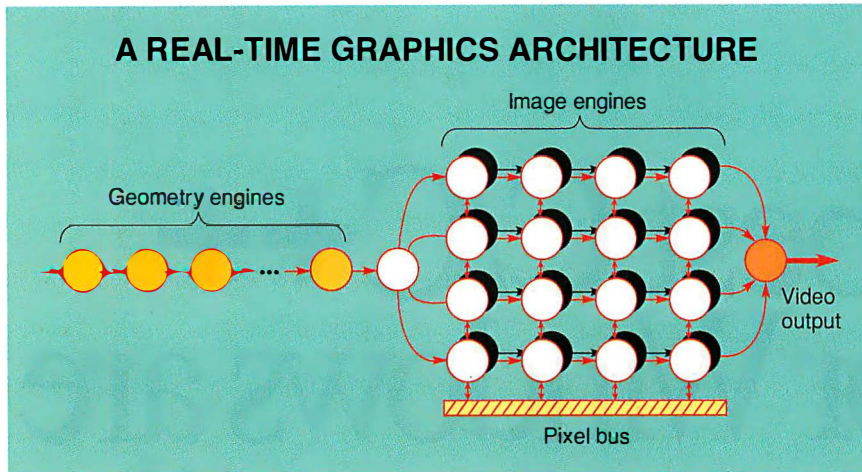 A REAL-TIME GRAPHICS ARCHITECTURE
Image engines
Geometry engines
...
Video
output
Pixel bus